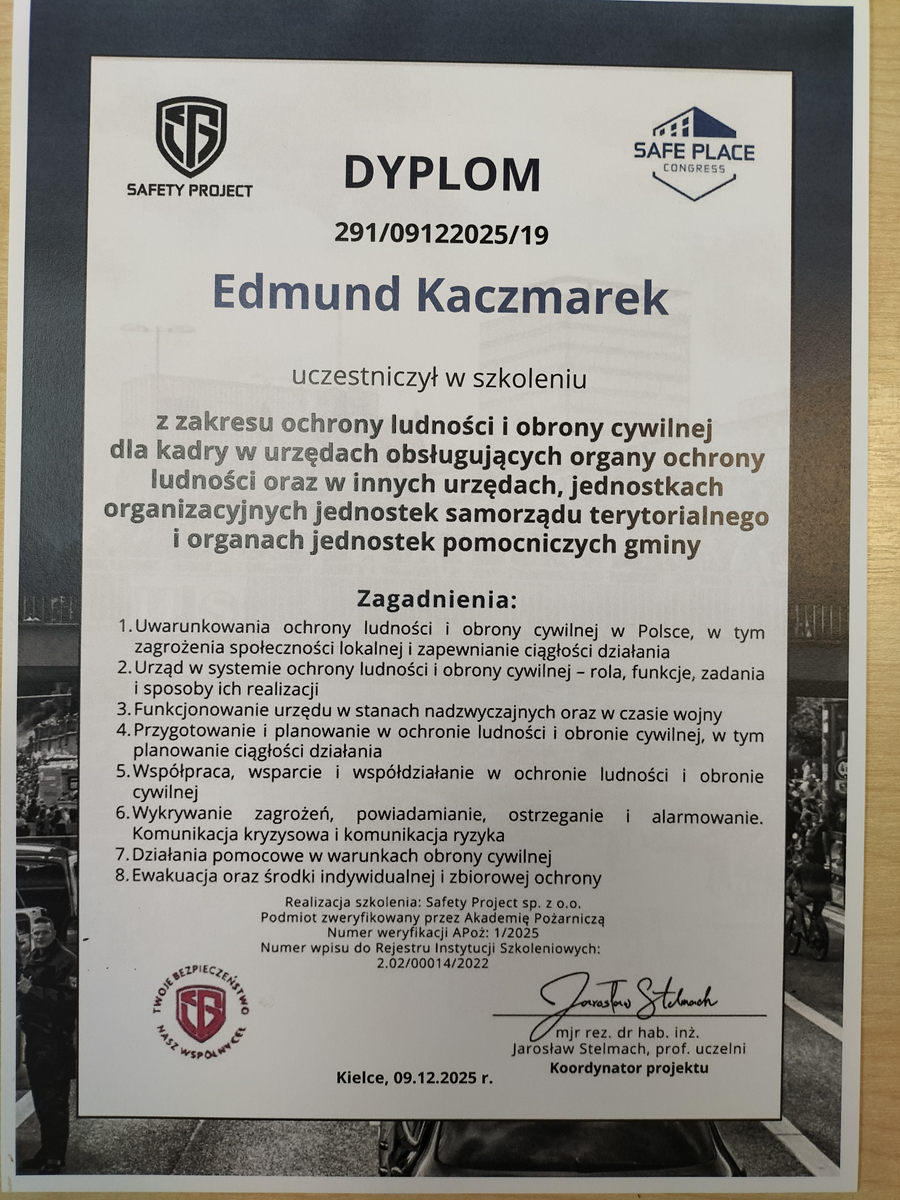 SAFETY PROJECT
SAFE PLACE
CONGRESS
DYPLOM
291/09122025/19
Edmund Kaczmarek
uczestniczył w szkoleniu
z zakresu ochrony ludności i obrony cywilnej
dla kadry w urzędach obsługujących organy ochrony
ludności oraz w innych urzędach, jednostkach
organizacyjnych jednostek samorządu terytorialnego
i organach jednostek pomocniczych gminy
Zagadnienia:
1. Uwarunkowania ochrony ludności i obrony cywilnej w Polsce, w tym
zagrożenia społeczności lokalnej i zapewnianie ciągłości działania
2. Urząd w systemie ochrony ludności i obrony cywilnej – rola, funkcje, zadania
i sposoby ich realizacji
3. Funkcjonowanie urzędu w stanach nadzwyczajnych oraz w czasie wojny
4. Przygotowanie i planowanie w ochronie ludności i obronie cywilnej, w tym
planowanie ciągłości działania
5. Współpraca, wsparcie i współdziałanie w ochronie ludności i obronie
cywilnej
6. Wykrywanie zagrożeń, powiadamianie, ostrzeganie i alarmowanie.
Komunikacja kryzysowa i komunikacja ryzyka
7. Działania pomocowe w warunkach obrony cywilnej
8. Ewakuacja oraz środki indywidualnej i zbiorowej ochrony
Realizacja szkolenia: Safety Project sp. z o.o.
Podmiot zweryfikowany przez Akademię Pożarniczą
Numer weryfikacji APoż: 1/2025
Numer wpisu do Rejestru Instytucji Szkoleniowych:
2.02/00014/2022
TWOJE BEZPIECZEŃSTWO
NASZ WSPÓLNY CEL
Jarosław Stelmach
mjr rez. dr hab. inż.
Jarosław Stelmach, prof. uczelni
Koordynator projektu
Kielce, 09.12.2025 r.